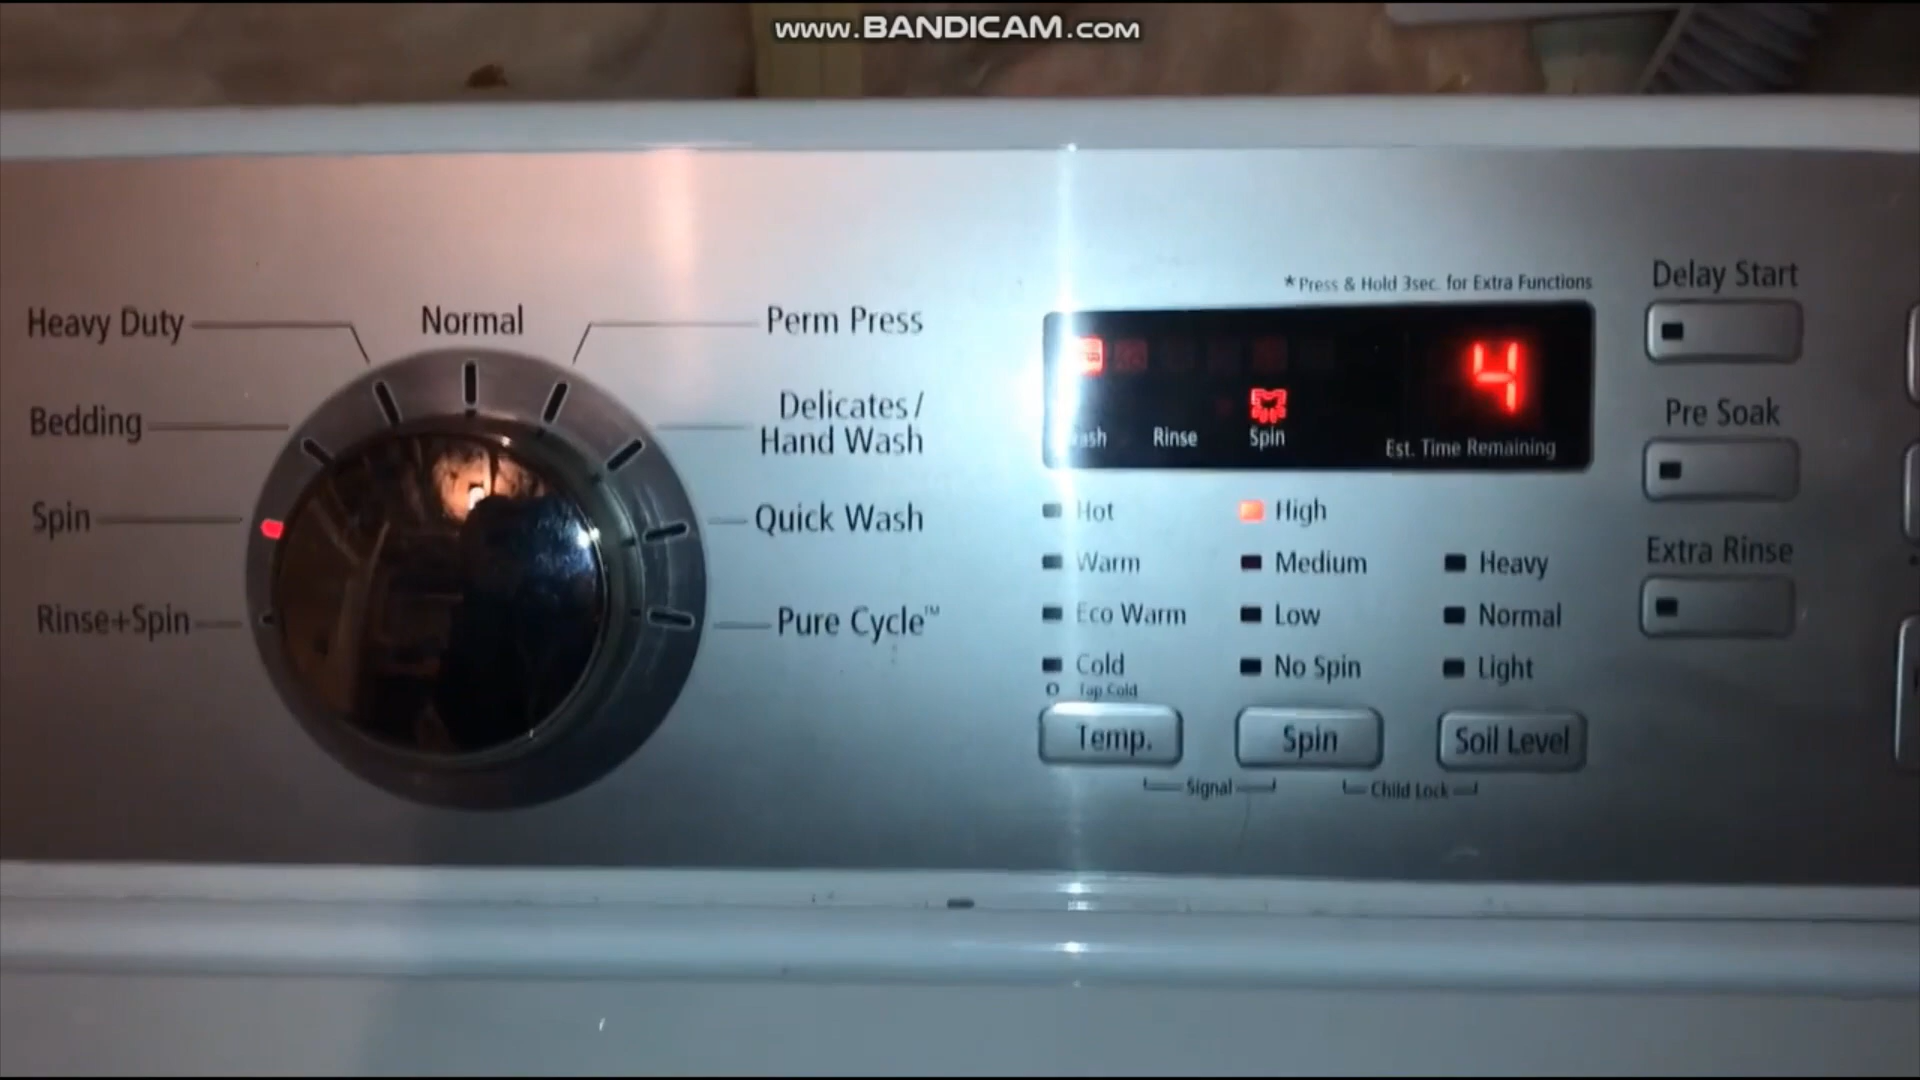 www.BANDICAM.com
*Press & Hold 3sec. for Extra Functions
Delay Start
Pre Soak
Extra Rinse
Heavy Duty
Normal
Perm Press
Bedding
Delicates/
Hand Wash
Spin
Quick Wash
Rinse+Spin
Pure Cycle™
4
ash Rinse Spin
Est. Time Remaining
Hot
Warm
Eco Warm
Cold
Tap Cold
High
Medium
Low
No Spin
Heavy
Normal
Light
Temp.
Spin
Soil Level
Signal
Child Lock